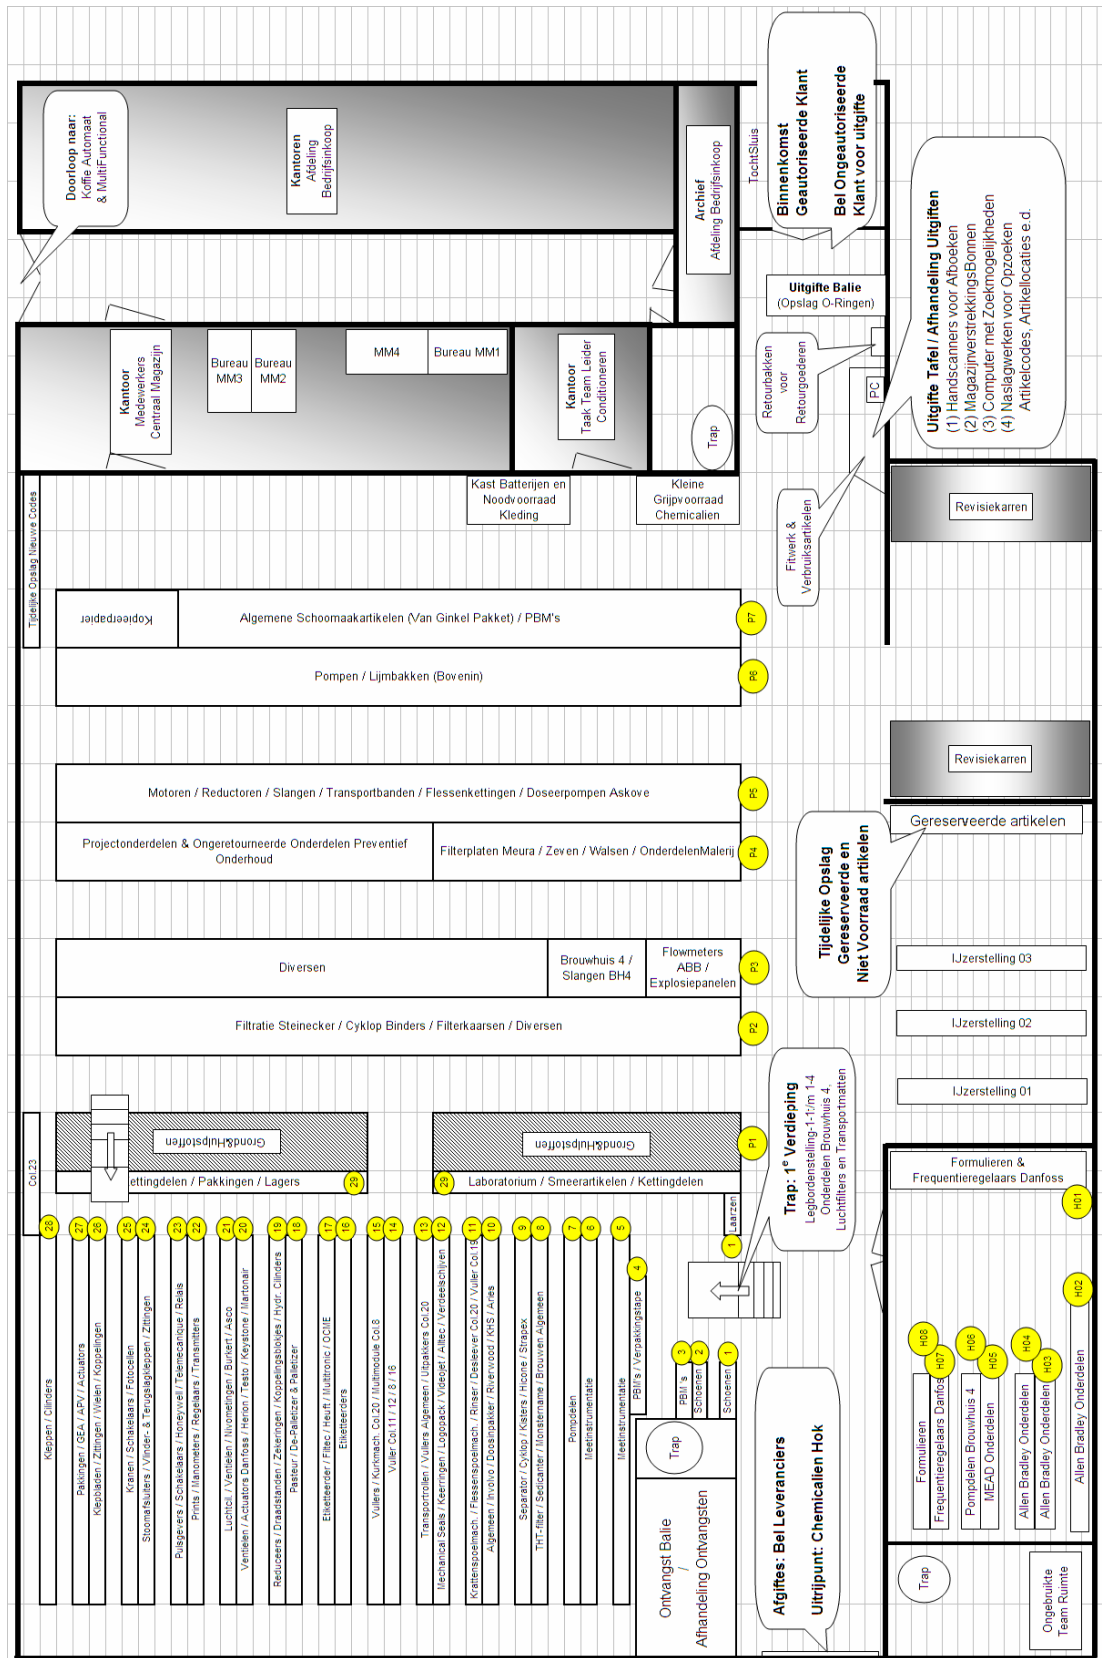 Doorloop naar:
Koffie Automaat
& MultiFunctional
Kantoren
Afdeling
Bedrijfsinkoop
Archief
Afdeling Bedrijfsinkoop
TochtSluis
Binnenkomst
Geautoriseerde Klant
Bel Ongeautoriseerde
Klant voor uitgifte
Uitgifte Balie
(Opslag O-Ringen)
Uitgifte Tafel / Afhandeling Uitgiften
(1) Handscanners voor Afboeken
(2) MagazijnverstrekkingsBonnen
(3) Computer met Zoekmogelijkheden
(4) Naslagwerken voor Opzoeken
Artikelcodes, Artikellocaties e.d.
Kantoor
Medewerkers
Centraal Magazijn
Bureau
MM3
Bureau
MM2
MM4
Bureau MM1
Kantoor
Taak Team Leider
Conditioneren
Trap
Retourbakken
voor
Retourgoederen
PC
Tijdelijke Opslag Nieuwe Codes
Kast Batterijen en
Noodvoorraad
Kleding
Kleine
Grijpvoorraad
Chemicalien
Fitwerk &
Verbruiksartikelen
Revisiekarren
Kopieerpapier
Algemene Schoomaakartikelen (Van Ginkel Pakket) / PBM's
P7
Pompen / Lijmbakken (Bovenin)
P6
Revisiekarren
Motoren / Reductoren / Slangen / Transportbanden / Flessenkettingen / Doseerpompen Askove
P5
Gereserveerde artikelen
Projectonderdelen & Ongeretourneerde Onderdelen Preventief
Onderhoud
Filterplaten Meura / Zeven / Walsen / OnderdelenMalerij
P4
Tijdelijke Opslag
Gereserveerde en
Niet Voorraad artikelen
Diversen
Brouwhuis 4 /
Slangen BH4
Flowmeters
ABB /
Explosiepanelen
P3
IJzerstelling 03
Filtratie Steinecker / Cyklop Binders / Filterkaarsen / Diversen
P2
IJzerstelling 02
IJzerstelling 01
Col.23
Grond&Hulpstoffen
Grond&Hulpstoffen
P1
Trap: 1e Verdieping
Legbordenstelling-1-1:/m 1-4
Onderdelen Brouwhuis 4,
Luchtfilters en Transportmatten
ettingdelen / Pakkingen / Lagers
29
29
Laboratorium / Smeerartikelen / Kettingdelen
Formulieren &
Frequentieregelaars Danfoss
H01
28
Kleppen / Cilinders
27
Pakkingen / GEA / APV / Actuators
26
Klepbladen / Zittingen / Wielen / Koppelingen
25
Kranen / Schakelaars / Fotocellen
24
Stoomafsluiters / Vlinder- & Terugslagkleppen / Zittingen
23
Pulsgevers / Schakelaars / Honeywell / Teemecanique / Relais
22
Prints / Manometers / Regelaars / Transmitters
21
Luchtcil. / Ventielen / Nivometingen / Burkert / Asco
20
Ventielen / Actuators Danfoss / Herion / Testo / Keystone / Martonair
19
Reduceers / Draadstanden / Zekeringen / Koppelingsblokjes / Hydr. Cilinders
18
Pasteur / De-Palletizer & Palletizer
17
Etiketteerder / Filtec / Heuft / Multitronic / OCME
16
Etiketteerders
15
Vullers / Kurkmach. Col.20 / Multimodule Col.8
14
Vuller Col.11 / 12 / 8 / 16
13
Transportrollen / Vullers Algemeen / Uitpakkers Col.20
12
Mechanical Seals / Keerringen / Logopack / Videojet / Alltec / Verdeelschijven
11
Krattenspoelmach. / Flessenspoelmach. / Rinser / Desleever Col.20 / Vuller Col.19
10
Algemeen / Involvo / Doosinpakker / Riverwood / KHS / Aries
9
Separator / Cyklop / Kisters / Hicone / Strapex
8
THT-filter / Sedicanter / Monstername / Brouwen Algemeen
7
Pompdelen
6
Meetinstrumentatie
5
Meetinstrumentatie
4
PBM's / Verpakkingstape
Laarzen
1
3
PBM 's
2
Schoenen
1
Schoenen
Trap
Ontvangst Balie
/
Afhandeling Ontvangsten
Afgiftes: Bel Leveranciers
Uitrijpunt: Chemicalien Hok
H02
Allen Bradley Onderdelen
H08
Formulieren
H07
Frequentieregelaars Danfos
H06
Pompdelen Brouwhuis 4
H05
MEAD Onderdelen
H04
Allen Bradley Onderdelen
H03
Allen Bradley Onderdelen
Trap
Ongebruikte
Team Ruimte